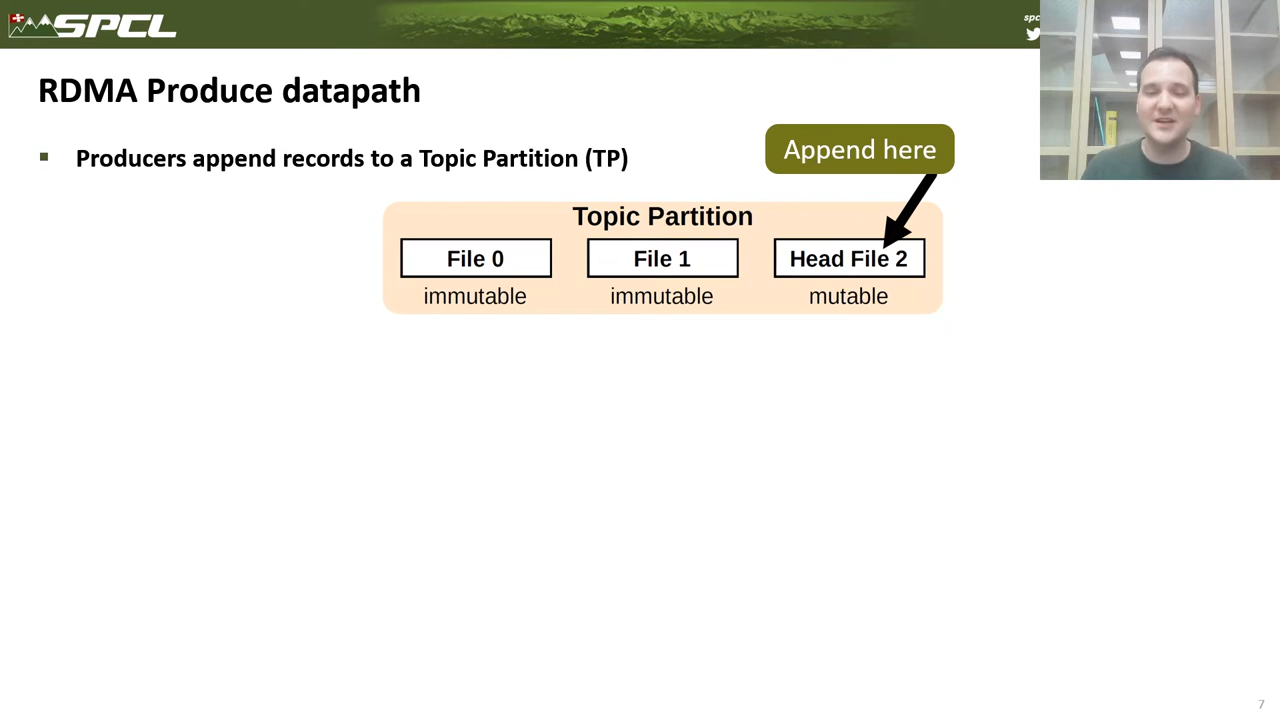 SPCL
spc
RDMA Produce datapath
Append here
Producers append records to a Topic Partition (TP)
Topic Partition
File 0
File 1
Head File 2
immutable
immutable
mutable
7